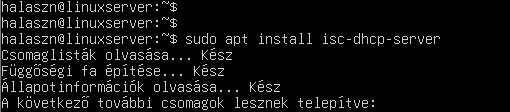 halaszn@linuxserver:~$
halaszn@linuxserver:~$
halaszn@linuxserver:~$ sudo apt install isc-dhcp-server
Csomaglisták olvasása... Kész
Függőségi fa építése... Kész
Állapotinformációk olvasása... Kész
A következő további csomagok lesznek telepítve: